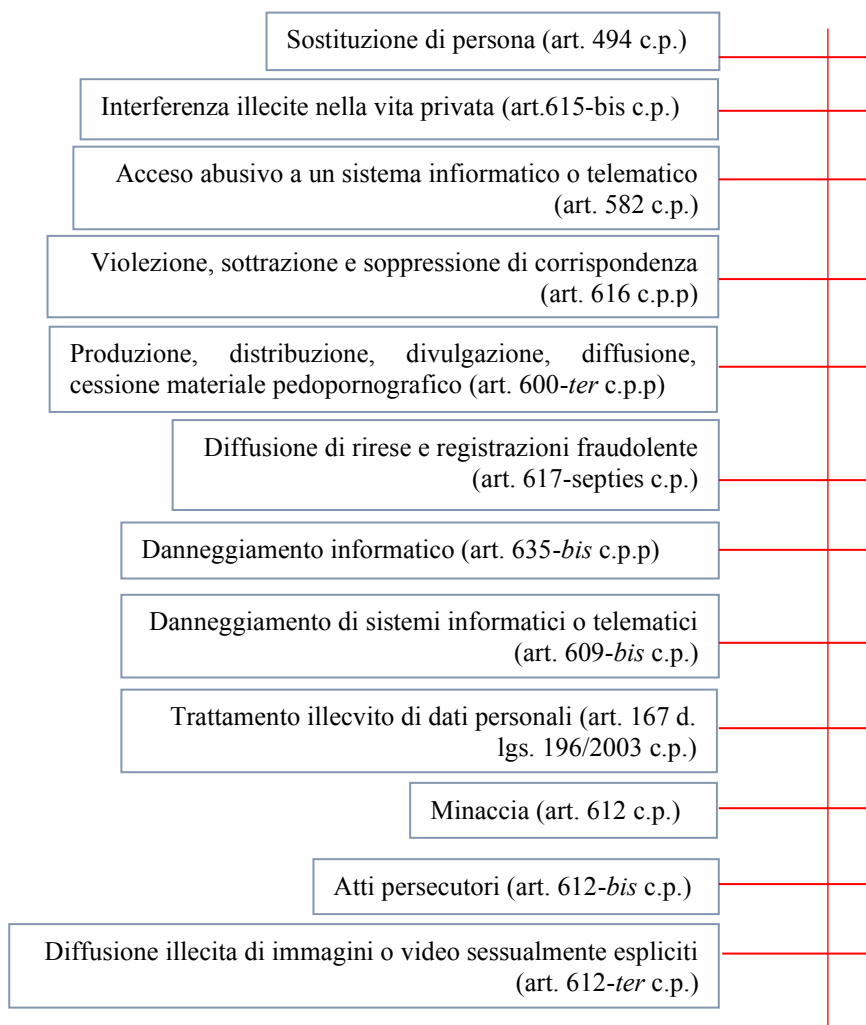 Sostituzione di persona (art. 494 c.p.)
Interferenza illecite nella vita privata (art.615-bis c.p.)
Acceso abusivo a un sistema infiormatico o telematico
(art. 582 c.p.)
Violezione, sottrazione e soppressione di corrispondenza
(art. 616 c.p.p)
Produzione, distribuzione, divulgazione, diffusione,
cessione materiale pedopornografico (art. 600-ter c.p.p)
Diffusione di rirese e registrazioni fraudolente
(art. 617-septies c.p.)
Danneggiamento informatico (art. 635-bis c.p.p)
Danneggiamento di sistemi informatici o telematici
(art. 609-bis c.p.)
Trattamento illecvito di dati personali (art. 167 d.
lgs. 196/2003 c.p.)
Minaccia (art. 612 c.p.)
Atti persecutori (art. 612-bis c.p.)
Diffusione illecita di immagini o video sessualmente espliciti
(art. 612-ter c.p.)